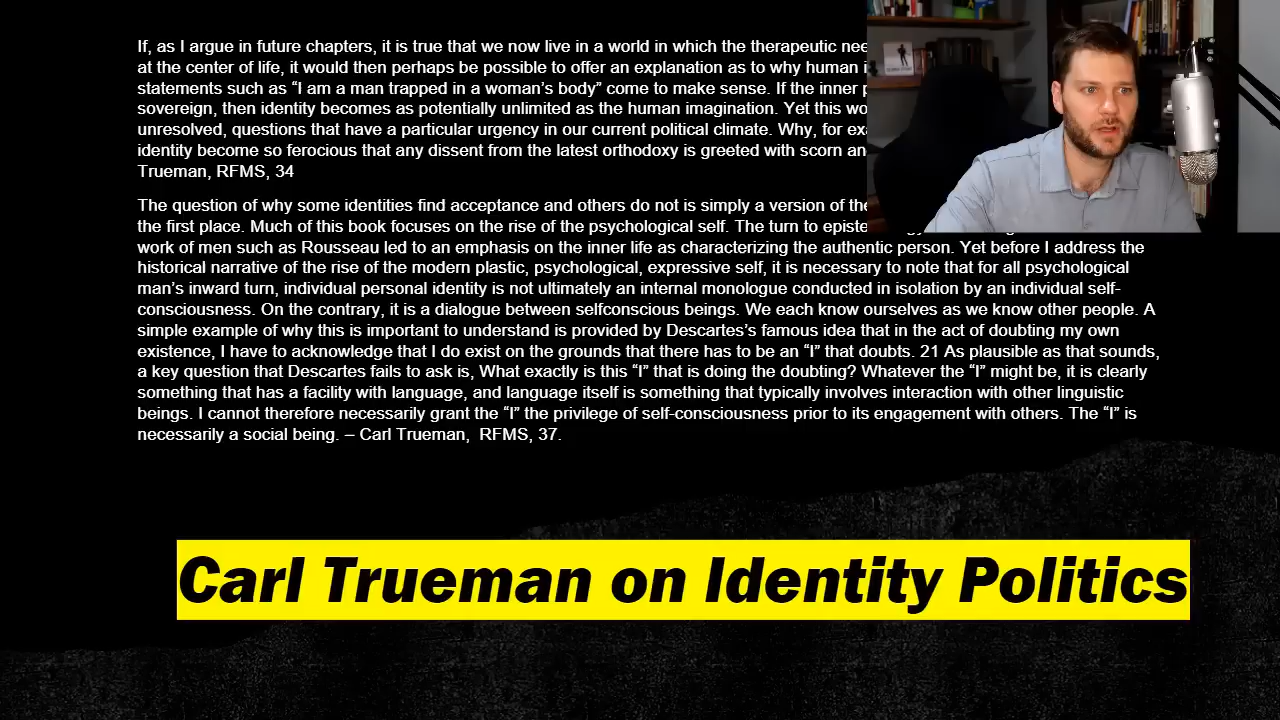 If, as I argue in future chapters, it is true that we now live in a world in which the therapeutic
at the center of life, it would then perhaps be possible to offer an explanation as to why human
statements such as “I am a man trapped in a woman’s body” come to make sense. If the inner
sovereign, then identity becomes as potentially unlimited as the human imagination. Yet this
unresolved, questions that have a particular urgency in our current political climate. Why, for
identity become so ferocious that any dissent from the latest orthodoxy is greeted with scorn
Trueman, RFMS, 34
The question of why some identities find acceptance and others do not is simply a version of
the first place. Much of this book focuses on the rise of the psychological self. The turn to
work of men such as Rousseau led to an emphasis on the inner life as characterizing the authentic person. Yet before I address the
historical narrative of the rise of the modern plastic, psychological, expressive self, it is necessary to note that for all psychological
man’s inward turn, individual personal identity is not ultimately an internal monologue conducted in isolation by an individual self-
consciousness. On the contrary, it is a dialogue between selfconscious beings. We each know ourselves as we know other people. A
simple example of why this is important to understand is provided by Descartes’s famous idea that in the act of doubting my own
existence, I have to acknowledge that I do exist on the grounds that there has to be an “I” that doubts. 21 As plausible as that sounds,
a key question that Descartes fails to ask is, What exactly is this “I” that is doing the doubting? Whatever the “I” might be, it is clearly
something that has a facility with language, and language itself is something that typically involves interaction with other linguistic
beings. I cannot therefore necessarily grant the “I” the privilege of self-consciousness prior to its engagement with others. The “I” is
necessarily a social being. – Carl Trueman, RFMS, 37.
Carl Trueman on Identity Politics